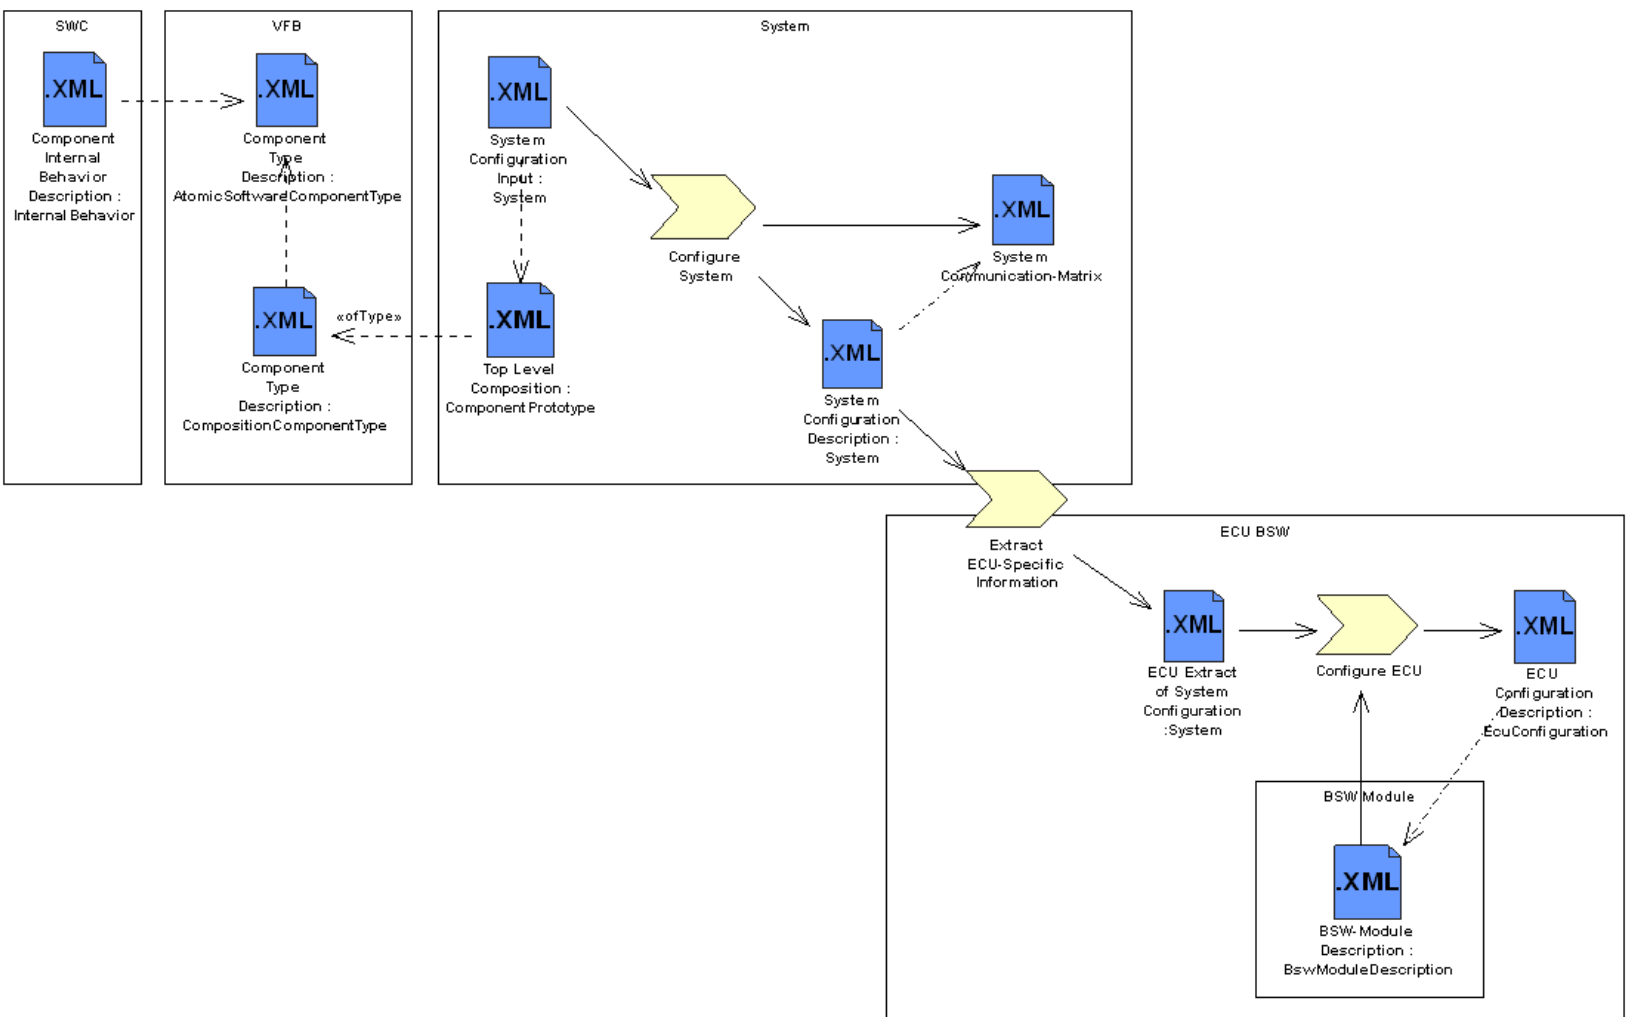 SWC
.XML
Component
Internal
Behavior
Description :
Internal Behavior
VFB
.XML
Component
Type
Description :
AtomicSoftwareComponentType
.XML
Component
Type
Description :
CompositionComponentType
«ofType»
System
.XML
System
Configuration
Input :
System
.XML
Top Level
Composition :
ComponentPrototype
Configure
System
.XML
System
Communication-Matrix
.XML
System
Configuration
Description :
System
Extract
ECU-Specific
Information
ECU BSW
.XML
ECU Extract
of System
Configuration
:System
Configure ECU
.XML
ECU
Configuration
Description :
EcuConfiguration
BSW Module
.XML
BSW-Module
Description :
BswModuleDescription